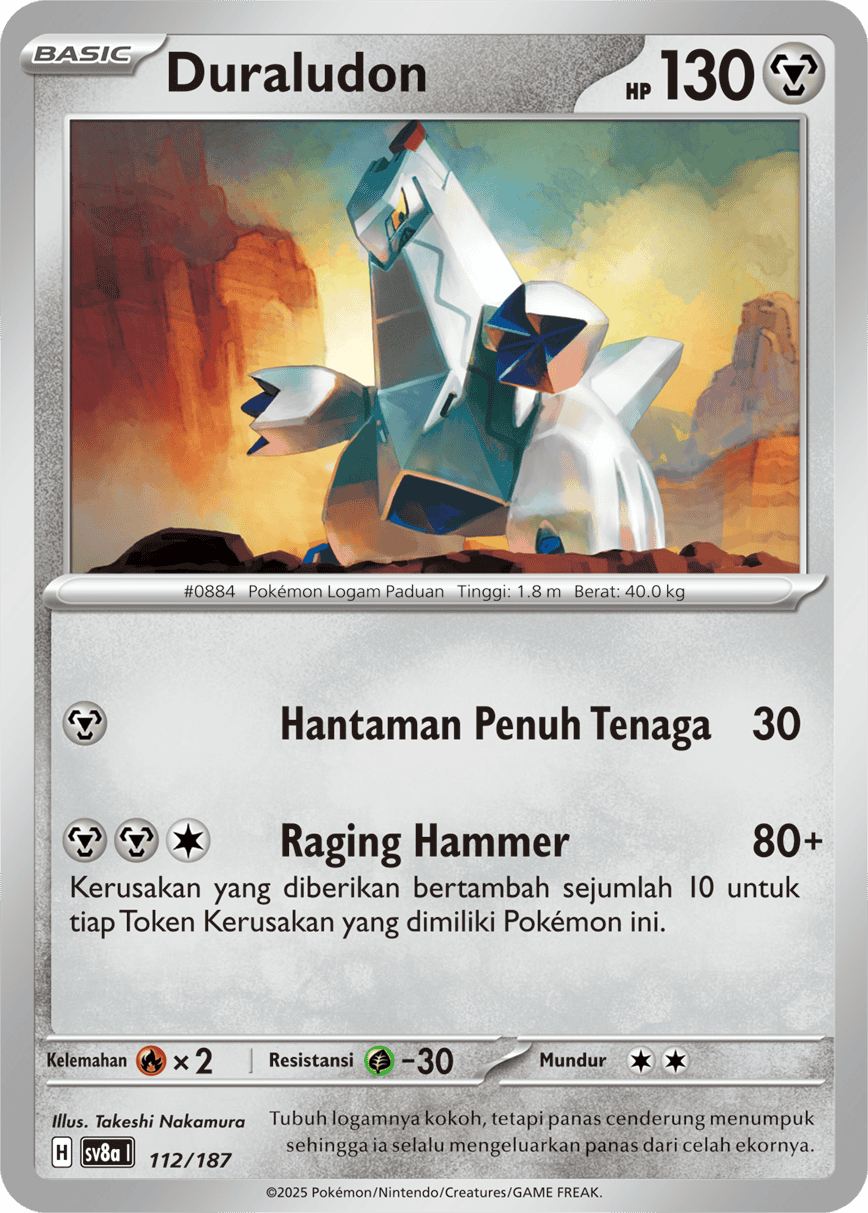 BASIC
Duraludon
HP 130
#0884 Pokémon Logam Paduan Tinggi: 1.8 m Berat: 40.0 kg
Hantaman Penuh Tenaga 30
Raging Hammer 80+
Kerusakan yang diberikan bertambah sejumlah 10 untuk
tiap Token Kerusakan yang dimiliki Pokémon ini.
Kelemahan ×2 Resistansi -30 Mundur
Illus. Takeshi Nakamura
Tubuh logamnya kokoh, tetapi panas cenderung menumpuk
sehingga ia selalu mengeluarkan panas dari celah ekornya.
H sv8a I 112/187
©2025 Pokémon/Nintendo/Creatures/GAME FREAK.